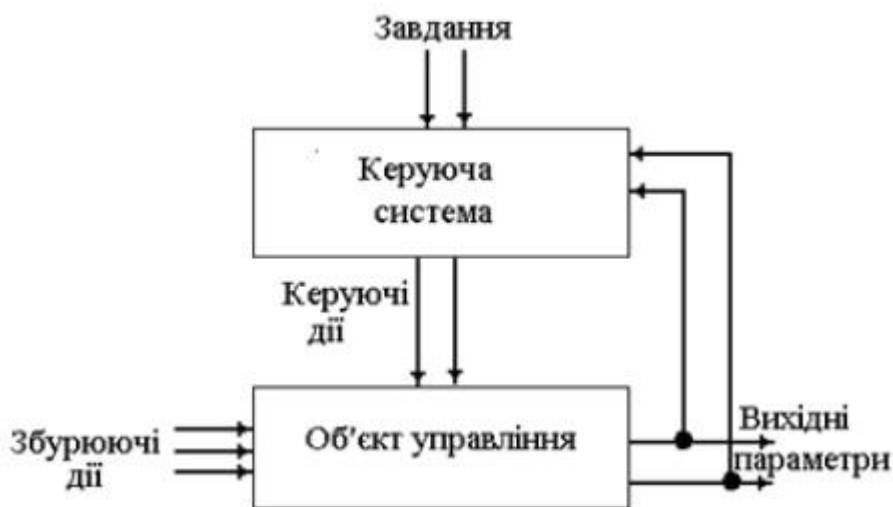 Завдання
Керуюча
система
Керуючі
дії
Об'єкт управління
Збурюючі
дії
Вихідні
параметри